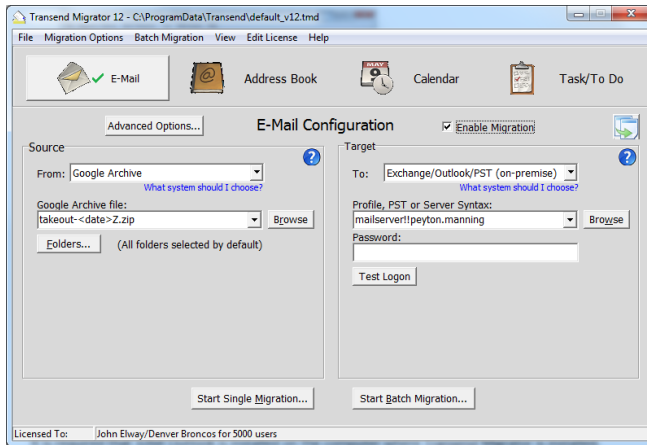 Transend Migrator 12 - C:\ProgramData\Transend\default_v12.tmd
File Migration Options Batch Migration View Edit License Help
E-Mail Address Book Calendar Task/To Do
MAY
Advanced Options... E-Mail Configuration Enable Migration
Source Target
From: Google Archive To: Exchange/Outlook/PST (on-premise)
What system should I choose? What system should I choose?
Google Archive file: Profile, PST or Server Syntax:
takeout-<date>Z.zip Browse mailserver!!peyton.manning Browse
Folders... (All folders selected by default) Password:
Test Logon
Start Single Migration... Start Batch Migration...
Licensed To: John Elway/Denver Broncos for 5000 users